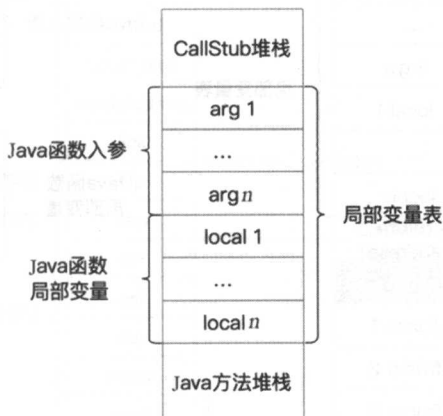 CallStub堆栈
arg 1
Java函数入参
...
arg n
局部变量表
local 1
Java函数
局部变量
...
local n
Java方法堆栈